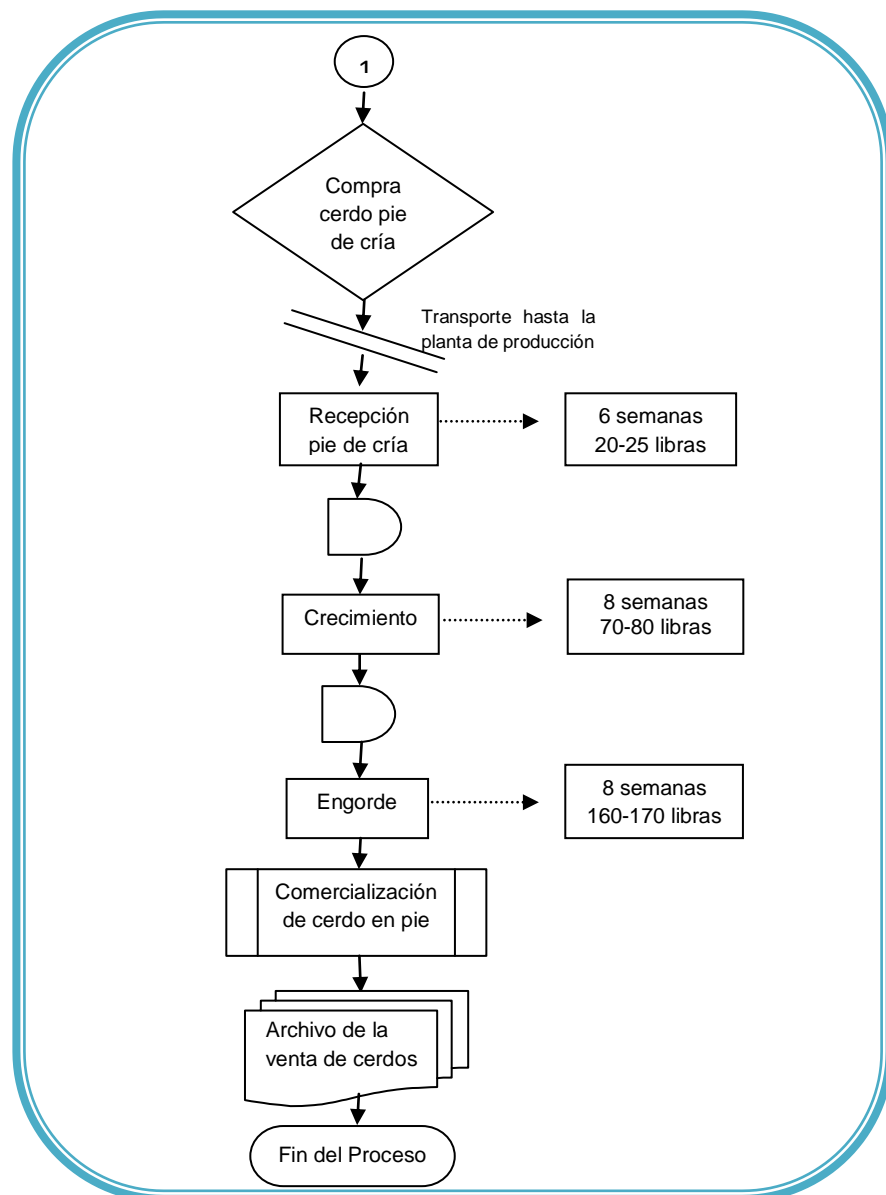 1
Compra
cerdo pie
de cría
Transporte hasta la
planta de producción
Recepción
pie de cría
6 semanas
20-25 libras
Crecimiento
8 semanas
70-80 libras
Engorde
8 semanas
160-170 libras
Comercialización
de cerdo en pie
Archivo de la
venta de cerdos
Fin del Proceso